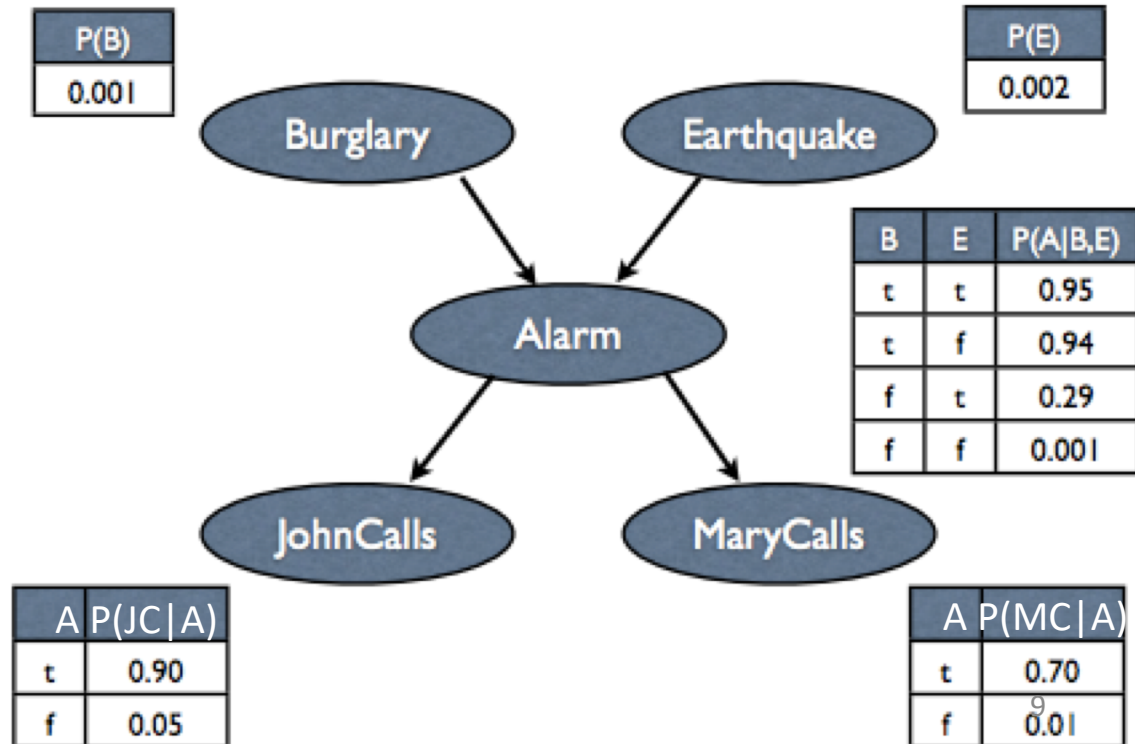 P(B)
0.001
P(E)
0.002
Burglary
Earthquake
B E P(A|B,E)
t t 0.95
t f 0.94
f t 0.29
f f 0.001
Alarm
JohnCalls
MaryCalls
A P(JC|A)
t 0.90
f 0.05
A P(MC|A)
t 0.70
9
f 0.01